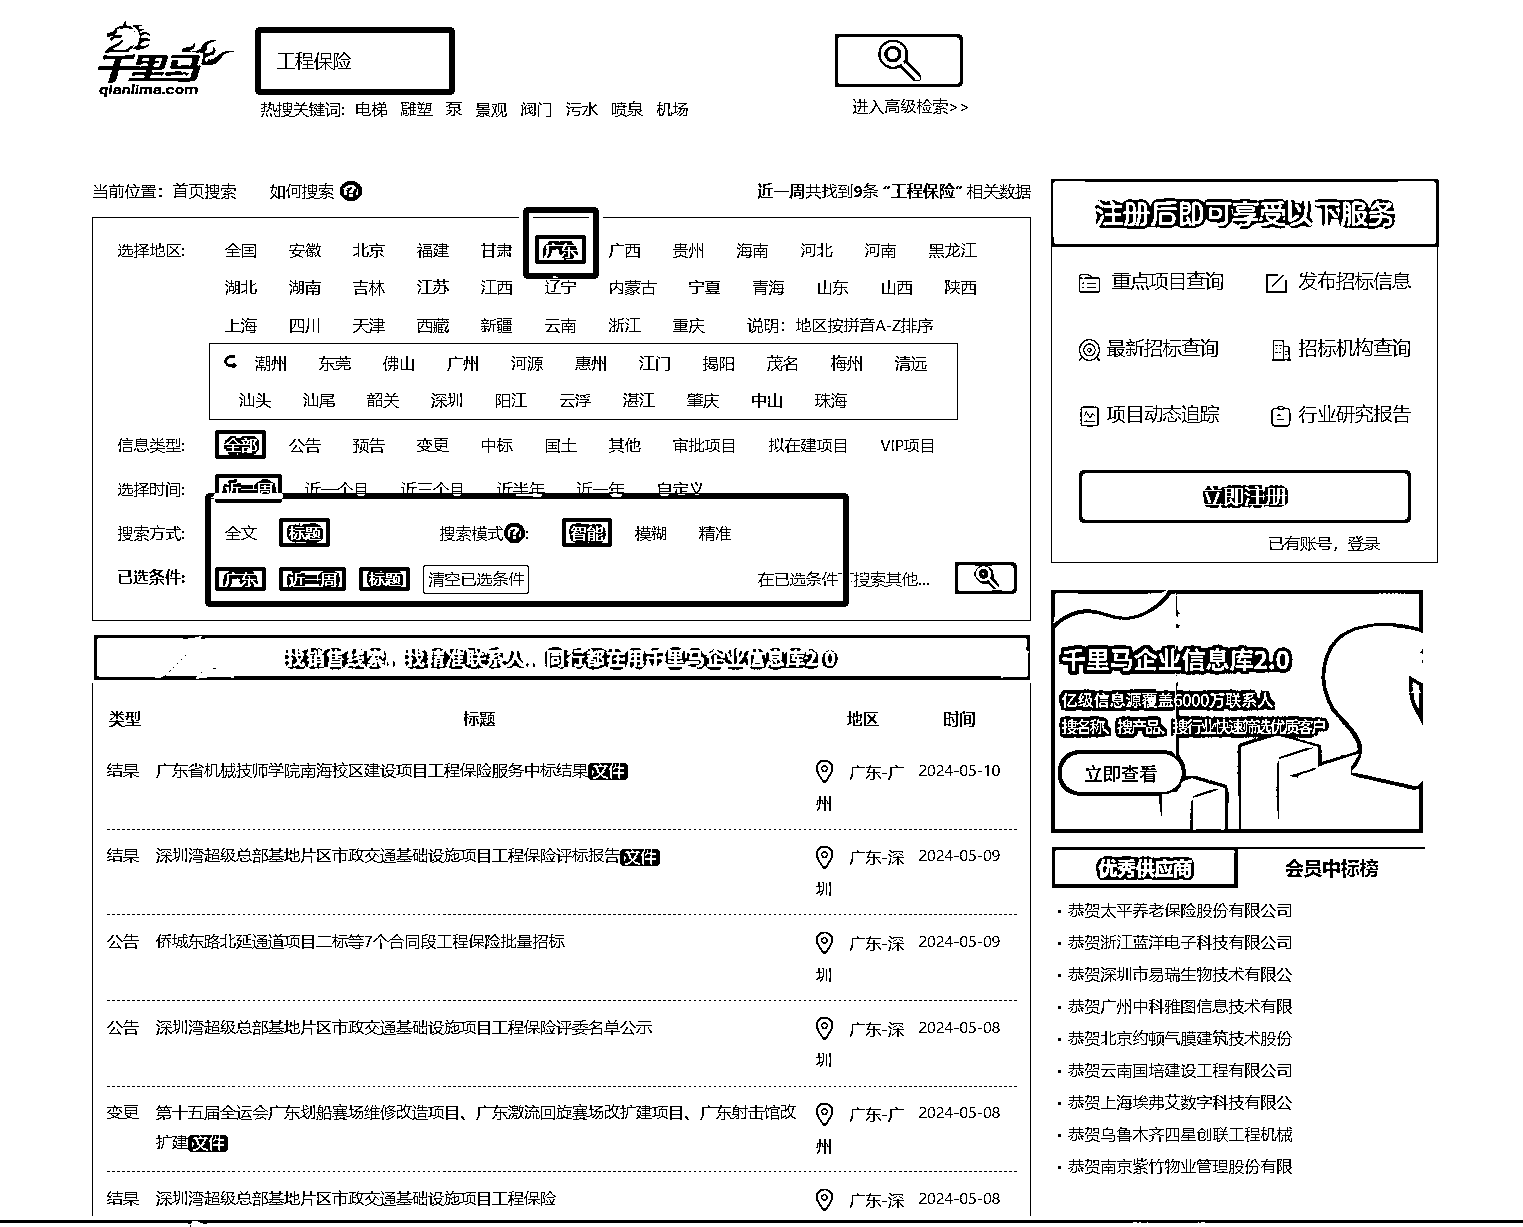 千里马
qianlima.com
工程保险
热搜关键词: 电梯 雕塑 泵 景观 阀门 污水 喷泉 机场
进入高级检索>>
当前位置：首页搜索 如何搜索 ?
近一周共找到9条 “工程保险” 相关数据
选择地区: 全国 安徽 北京 福建 甘肃 广东 广西 贵州 海南 河北 河南 黑龙江
湖北 湖南 吉林 江苏 江西 辽宁 内蒙古 宁夏 青海 山东 山西 陕西
上海 四川 天津 西藏 新疆 云南 浙江 重庆 说明：地区按拼音A-Z排序
潮州 东莞 佛山 广州 河源 惠州 江门 揭阳 茂名 梅州 清远
汕头 汕尾 韶关 深圳 阳江 云浮 湛江 肇庆 中山 珠海
信息类型: 全部 公告 预告 变更 中标 国土 其他 审批项目 拟在建项目 VIP项目
选择时间: 近一周 近一个月 近三个月 近半年 近一年 自定义
搜索方式: 全文 标题 搜索模式?: 智能 模糊 精准
已选条件: 广东 近一周 标题 清空已选条件 在已选条件下搜索其他...
找销售线索、找精准联系人、同行都在用千里马企业信息库2.0
类型 标题 地区 时间
结果 广东省机械技师学院南海校区建设项目工程保险服务中标结果文件 广东-广州 2024-05-10
结果 深圳湾超级总部基地片区市政交通基础设施项目工程保险评标报告文件 广东-深圳 2024-05-09
公告 侨城东路北延通道项目二标等7个合同段工程保险批量招标 广东-深圳 2024-05-09
公告 深圳湾超级总部基地片区市政交通基础设施项目工程保险评委名单公示 广东-深圳 2024-05-08
变更 第十五届全运会广东划船赛场维修改造项目、广东激流回旋赛场改扩建项目、广东射击馆改 广东-广州 2024-05-08
扩建文件
结果 深圳湾超级总部基地片区市政交通基础设施项目工程保险 广东-深 2024-05-08
注册后即可享受以下服务
重点项目查询 发布招标信息
最新招标查询 招标机构查询
项目动态追踪 行业研究报告
立即注册
已有账号，登录
千里马企业信息库2.0
亿级信息源覆盖6000万联系人
搜名称、搜产品、搜行业快速筛选优质客户
立即查看
优秀供应商 会员中标榜
· 恭贺太平养老保险股份有限公司
· 恭贺浙江蓝洋电子科技有限公司
· 恭贺深圳市易瑞生物技术有限公
· 恭贺广州中科雅图信息技术有限
· 恭贺北京约顿气膜建筑技术股份
· 恭贺云南国培建设工程有限公司
· 恭贺上海埃弗艾数字科技有限公
· 恭贺乌鲁木齐四星创联工程机械
· 恭贺南京紫竹物业管理股份有限